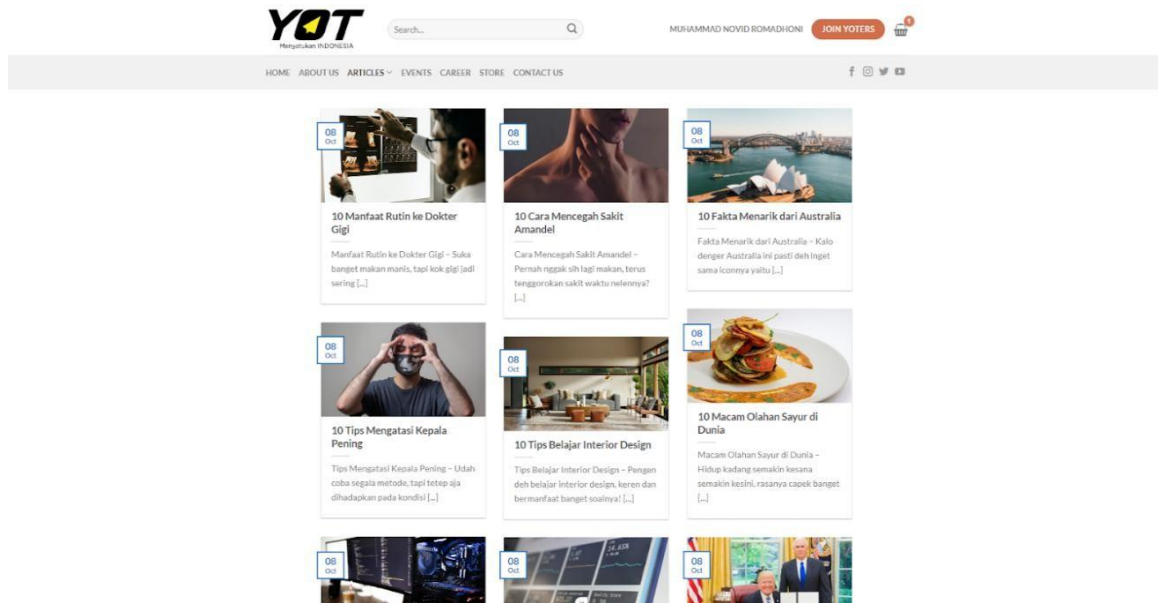 YOT
Menyatukan INDONESIA
Search...
MUHAMMAD NOVID ROMADHONI
JOIN YOTERS
1
HOME ABOUT US ARTICLES EVENTS CAREER STORE CONTACT US
08
Oct
10 Manfaat Rutin ke Dokter
Gigi
Manfaat Rutin ke Dokter Gigi – Suka
banget makan manis, tapi kok gigi jadi
sering [...]
08
Oct
10 Cara Mencegah Sakit
Amandel
Cara Mencegah Sakit Amandel –
Pernah nggak sih lagi makan, terus
tenggorokan sakit waktu nelennya?
[...]
08
Oct
10 Fakta Menarik dari Australia
Fakta Menarik dari Australia – Kalo
denger Australia ini pasti deh inget
sama iconnya yaitu [...]
08
Oct
10 Tips Mengatasi Kepala
Pening
Tips Mengatasi Kepala Pening – Udah
coba segala metode, tapi tetep aja
dihadapkan pada kondisi [...]
08
Oct
10 Tips Belajar Interior Design
Tips Belajar Interior Design – Pengen
deh belajar interior design, keren dan
bermanfaat banget soalnya! [...]
08
Oct
10 Macam Olahan Sayur di
Dunia
Macam Olahan Sayur di Dunia –
Hidup kadang semakin kesana
semakin kesini, rasanya capek banget
[...]
08
Oct
08
Oct
08
Oct